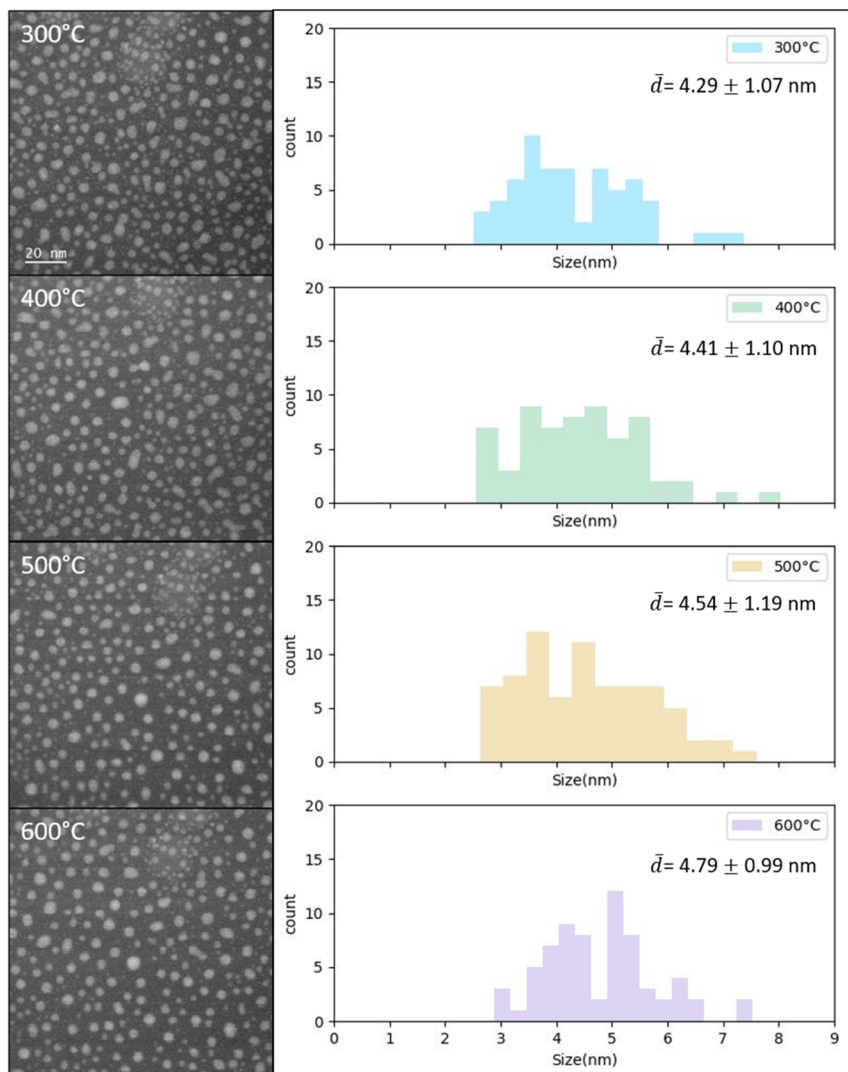 300°C
20 nm
400°C
500°C
600°C
20
15
10
5
0
count
300°C
d̄= 4.29 ± 1.07 nm
Size(nm)
20
15
10
5
0
count
400°C
d̄= 4.41 ± 1.10 nm
Size(nm)
20
15
10
5
0
count
500°C
d̄= 4.54 ± 1.19 nm
Size(nm)
20
15
10
5
0
count
600°C
d̄= 4.79 ± 0.99 nm
0 1 2 3 4 5 6 7 8 9
Size(nm)